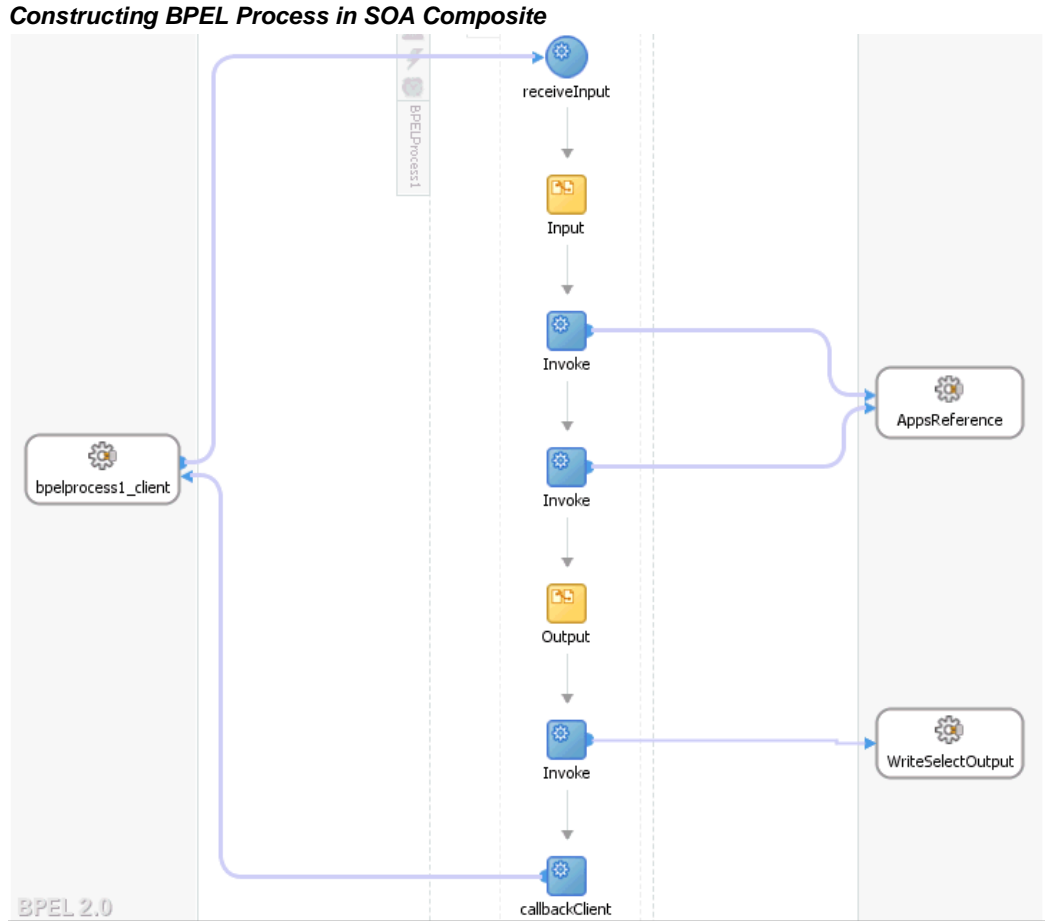 Constructing BPEL Process in SOA Composite
receiveInput
BPELProcess1
Input
Invoke
AppsReference
bpelprocess1_client
Invoke
Output
WriteSelectOutput
Invoke
callbackClient
BPEL 2.0